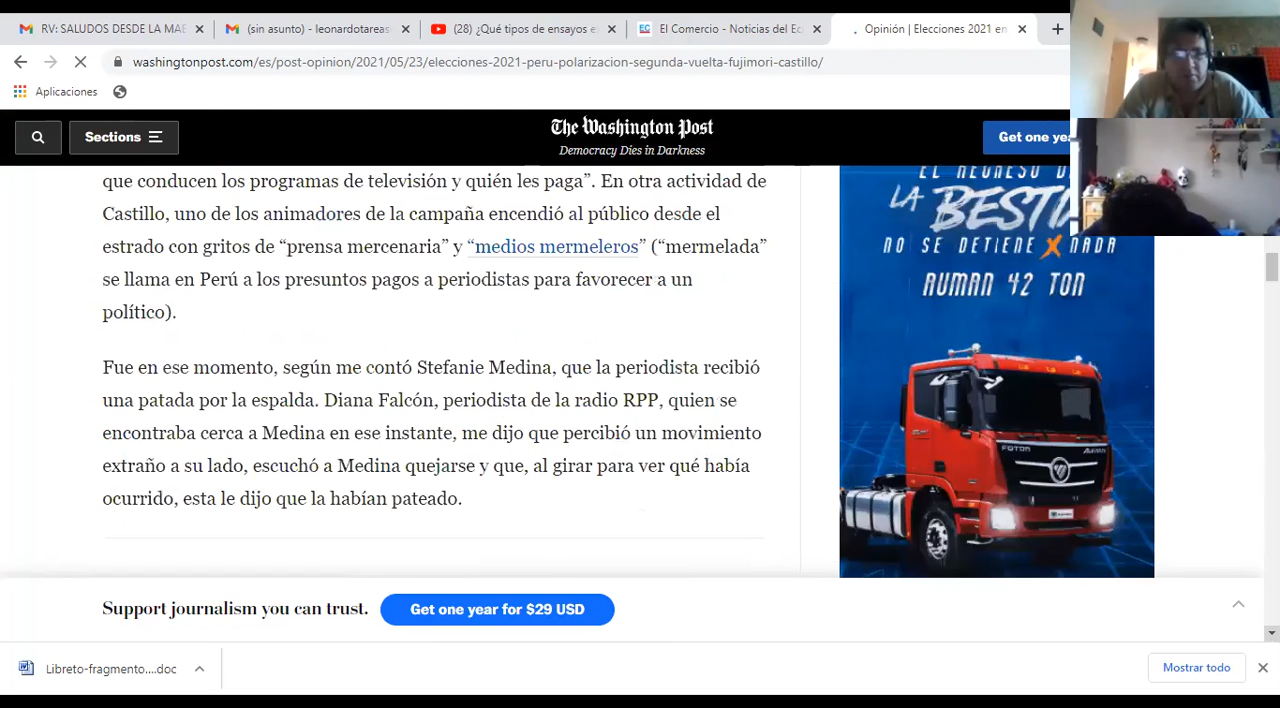 RV: SALUDOS DESDE LA MAE
(sin asunto) - leonardotareas
(28) ¿Qué tipos de ensayos e
El Comercio - Noticias del Ec
Opinión | Elecciones 2021 en
washingtonpost.com/es/post-opinion/2021/05/23/elecciones-2021-peru-polarizacion-segunda-vuelta-fujimori-castillo/
Aplicaciones
Sections
The Washington Post
Democracy Dies in Darkness
Get one yea
que conducen los programas de televisión y quién les paga”. En otra actividad de
Castillo, uno de los animadores de la campaña encendió al público desde el
estrado con gritos de “prensa mercenaria” y “medios mermeleros” (“mermelada”
se llama en Perú a los presuntos pagos a periodistas para favorecer a un
político).
Fue en ese momento, según me contó Stefanie Medina, que la periodista recibió
una patada por la espalda. Diana Falcón, periodista de la radio RPP, quien se
encontraba cerca a Medina en ese instante, me dijo que percibió un movimiento
extraño a su lado, escuchó a Medina quejarse y que, al girar para ver qué había
ocurrido, esta le dijo que la habían pateado.
EL REGRESO D
LA BESTIA
NO SE DETIENE X NADA
AUMAN 42 TON
FOTON AUMAN
Support journalism you can trust.
Get one year for $29 USD
Libreto-fragmento....doc
Mostrar todo